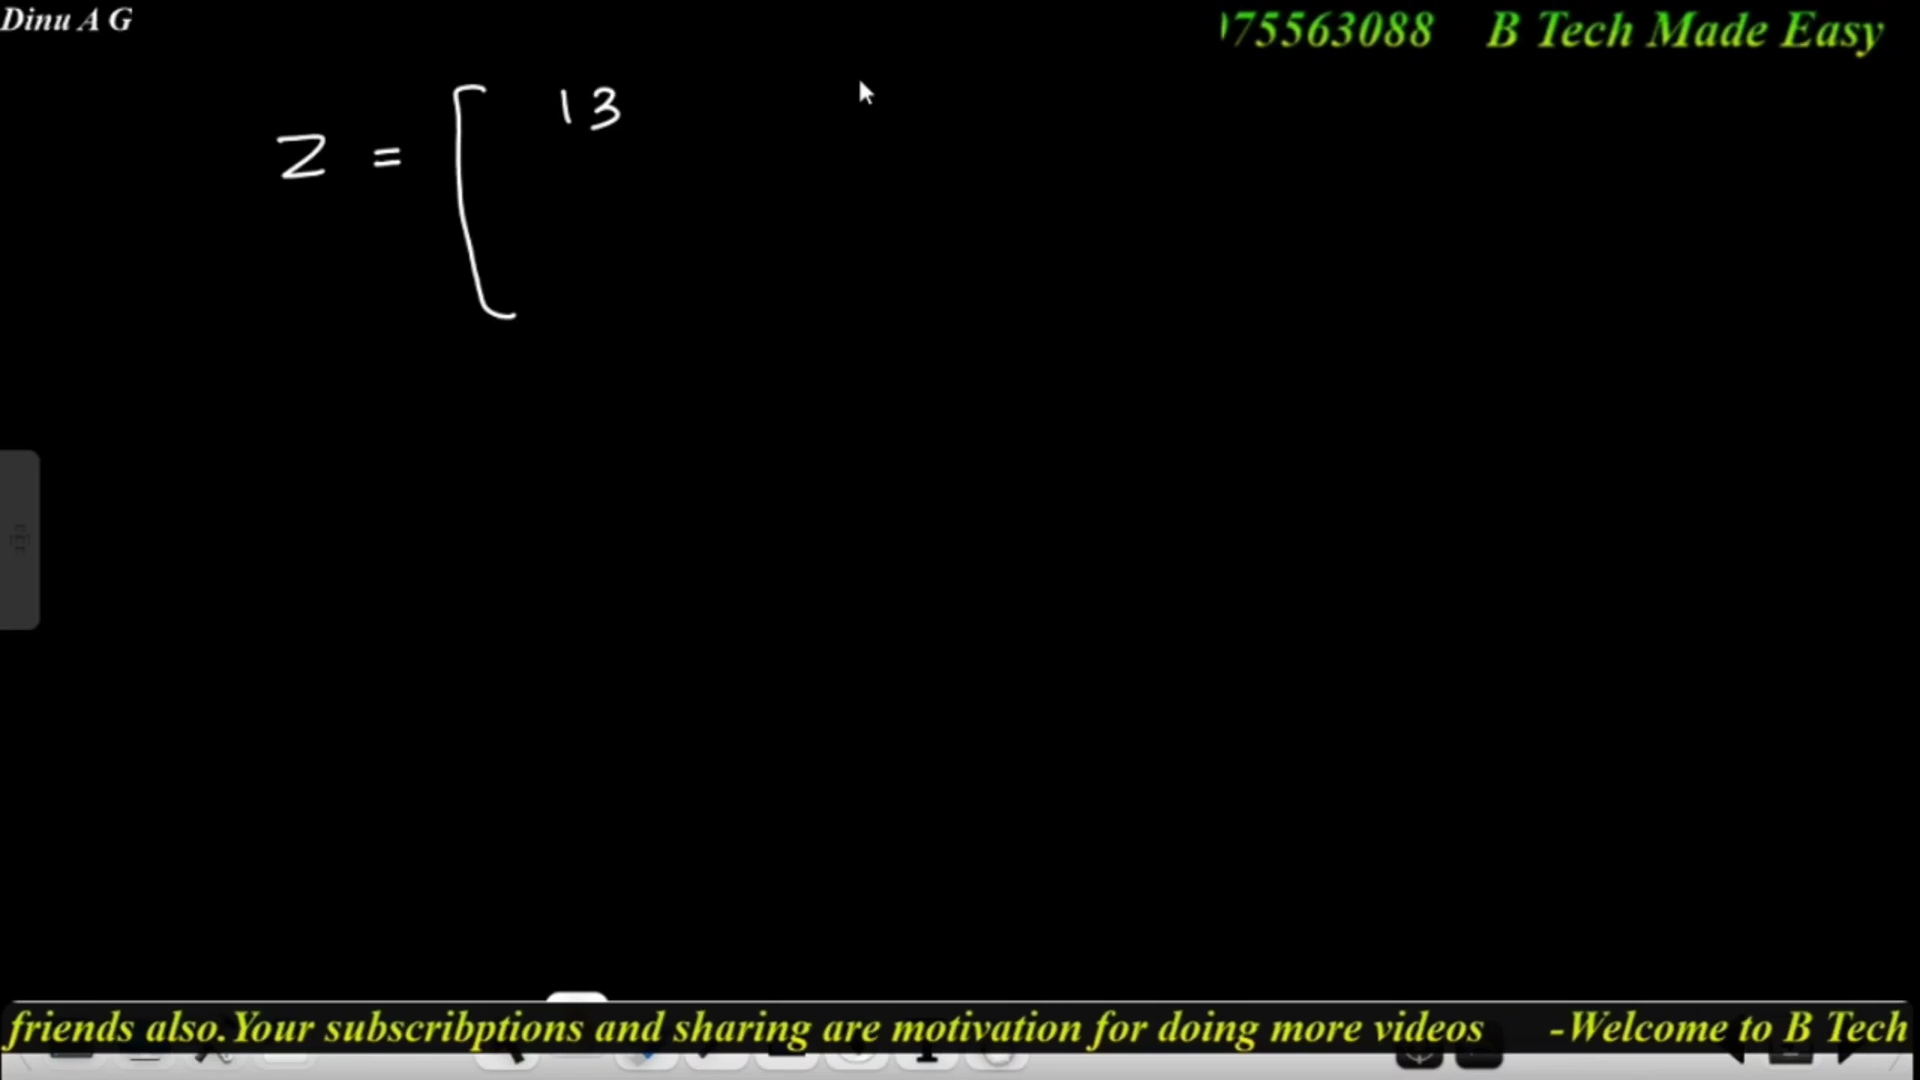 Dinu A G
75563088 B Tech Made Easy
Z = [ 13
friends also.Your subscribptions and sharing are motivation for doing more videos -Welcome to B Tech